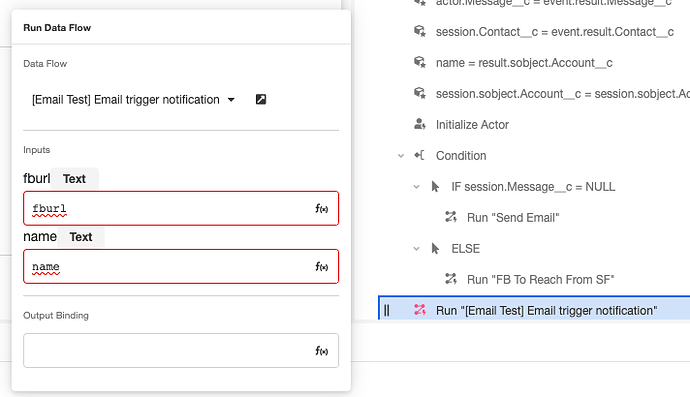 Run Data Flow
Data Flow
[Email Test] Email trigger notification
Inputs
fburl Text
fburl
f(x)
name Text
name
f(x)
Output Binding
f(x)
actor.Message__c = event.result.Message__c
session.Contact__c = event.result.Contact__c
name = result.sobject.Account__c
session.sobject.Account__c = session.sobject.Ac
Initialize Actor
Condition
IF session.Message__c = NULL
Run "Send Email"
ELSE
Run "FB To Reach From SF"
Run "[Email Test] Email trigger notification"